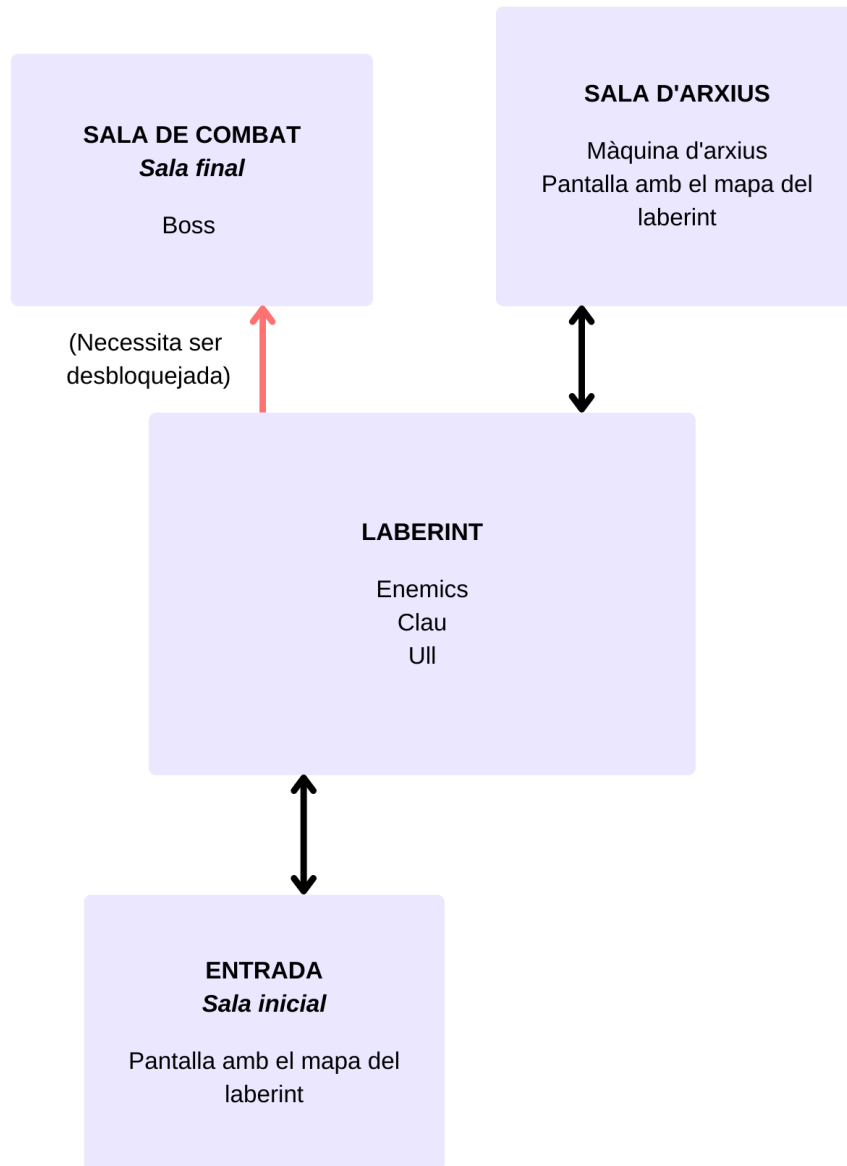 SALA DE COMBAT
Sala final
Boss
SALA D'ARXIUS
Màquina d'arxius
Pantalla amb el mapa del
laberint
(Necessita ser
desbloquejada)
LABERINT
Enemics
Clau
Ull
ENTRADA
Sala inicial
Pantalla amb el mapa del
laberint